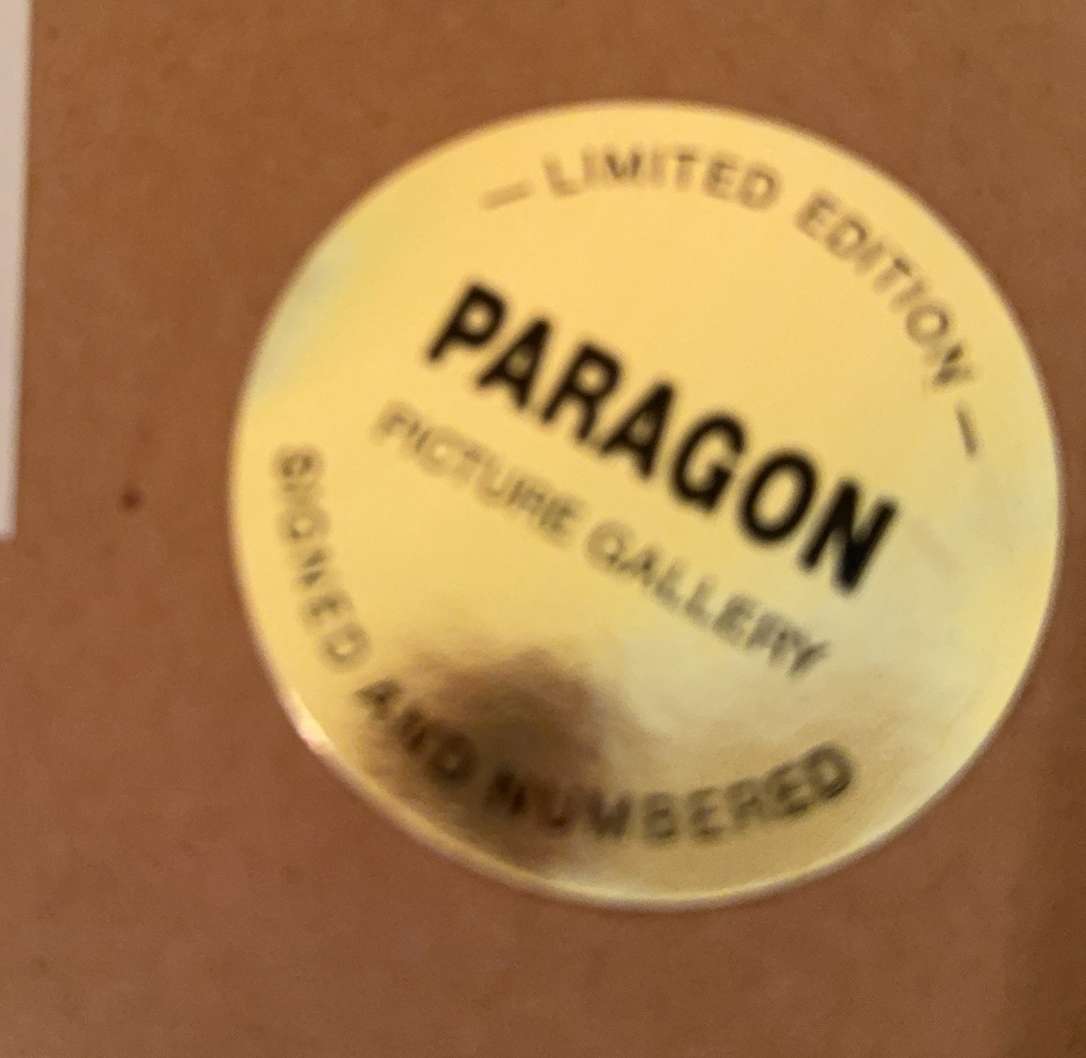 — LIMITED EDITION —
PARAGON
PICTURE GALLERY
SIGNED AND NUMBERED